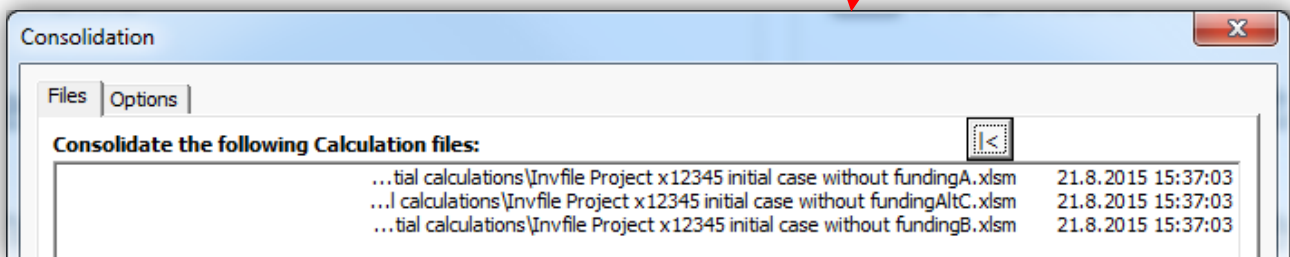 Consolidation
X
Files Options
Consolidate the following Calculation files: |<
...tial calculations\Invfile Project x12345 initial case without fundingA.xlsm 21.8.2015 15:37:03
...l calculations\Invfile Project x12345 initial case without fundingAltC.xlsm 21.8.2015 15:37:03
...tial calculations\Invfile Project x12345 initial case without fundingB.xlsm 21.8.2015 15:37:03